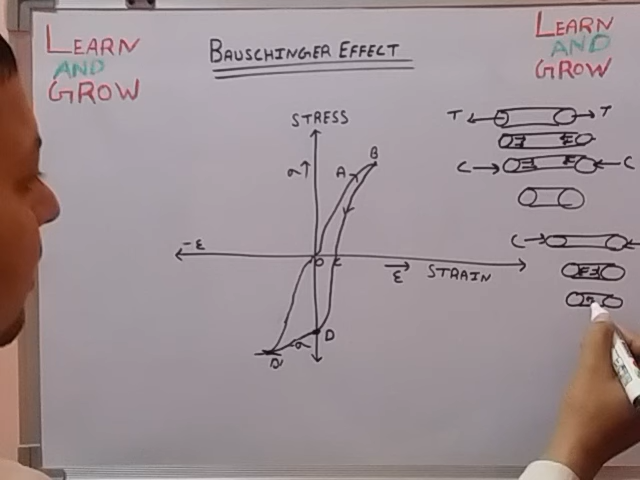 LEARN
AND
GROW
BAUSCHINGER EFFECT
LEARN
AND
GROW
STRESS
T T
σ↑
A
B
C C
-ε
O
C
ε
STRAIN
C
D
σ
D'